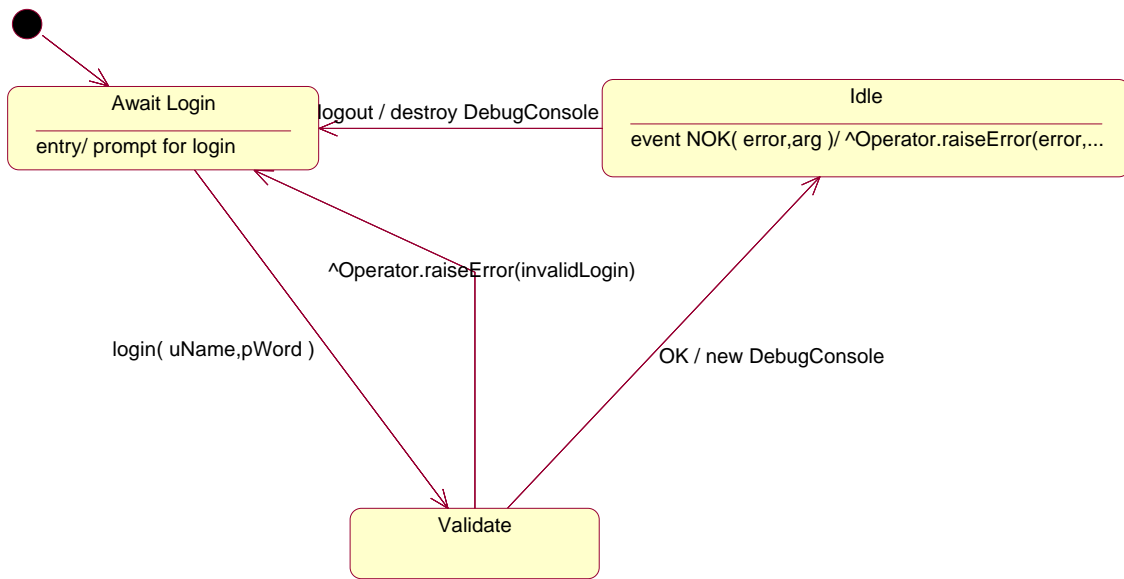 Await Login
entry/ prompt for login
logout / destroy DebugConsole
Idle
event NOK( error,arg )/ ^Operator.raiseError(error,...
^Operator.raiseError(invalidLogin)
login( uName,pWord )
OK / new DebugConsole
Validate